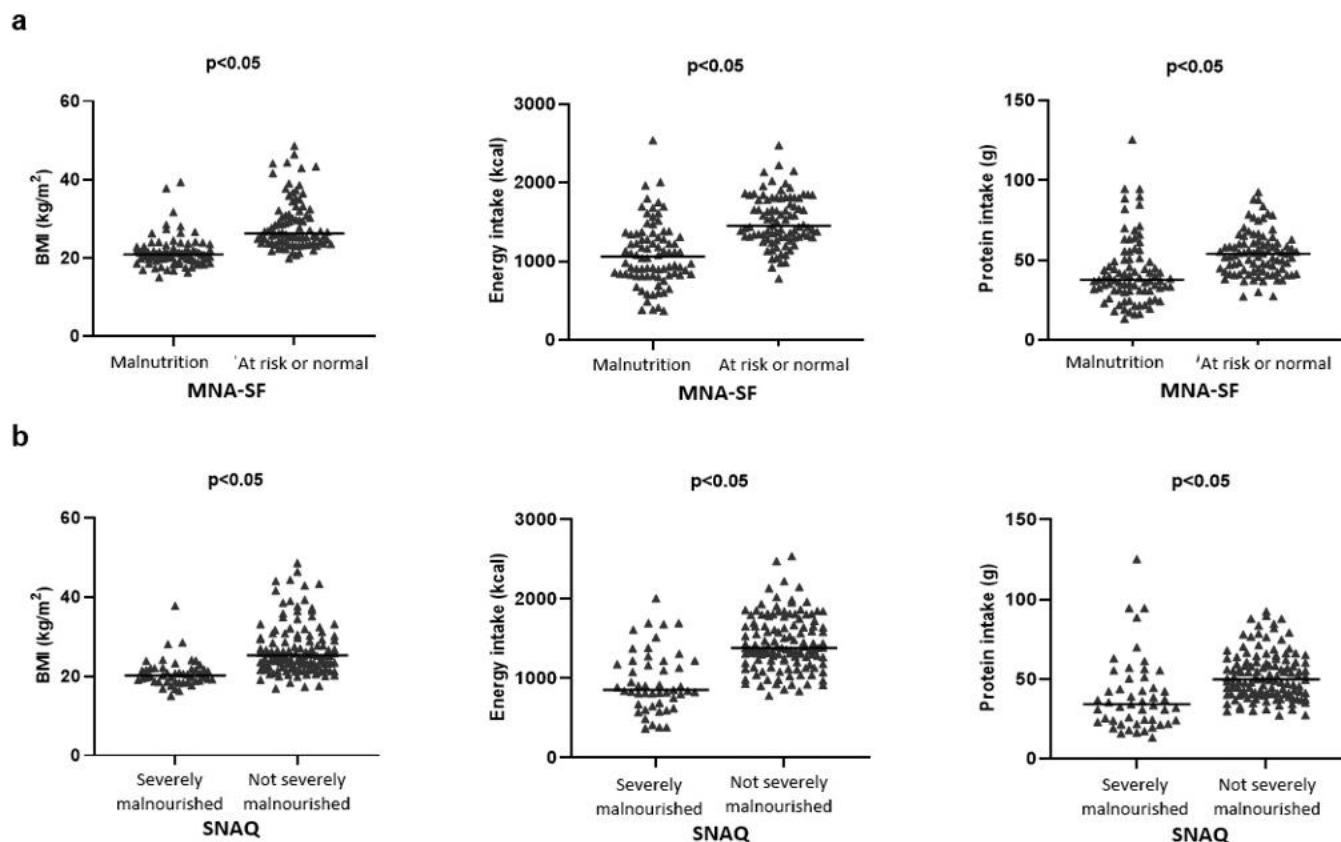 a
p<0.05
60
40
20
0
BMI (kg/m²)
Malnutrition
'At risk or normal
MNA-SF
p<0.05
3000
2000
1000
0
Energy intake (kcal)
Malnutrition
At risk or normal
MNA-SF
p<0.05
150
100
50
0
Protein intake (g)
Malnutrition
'At risk or normal
MNA-SF
b
p<0.05
60
40
20
0
BMI (kg/m²)
Severely
malnourished
Not severely
malnourished
SNAQ
p<0.05
3000
2000
1000
0
Energy intake (kcal)
Severely
malnourished
Not severely
malnourished
SNAQ
p<0.05
150
100
50
0
Protein intake (g)
Severely
malnourished
Not severely
malnourished
SNAQ